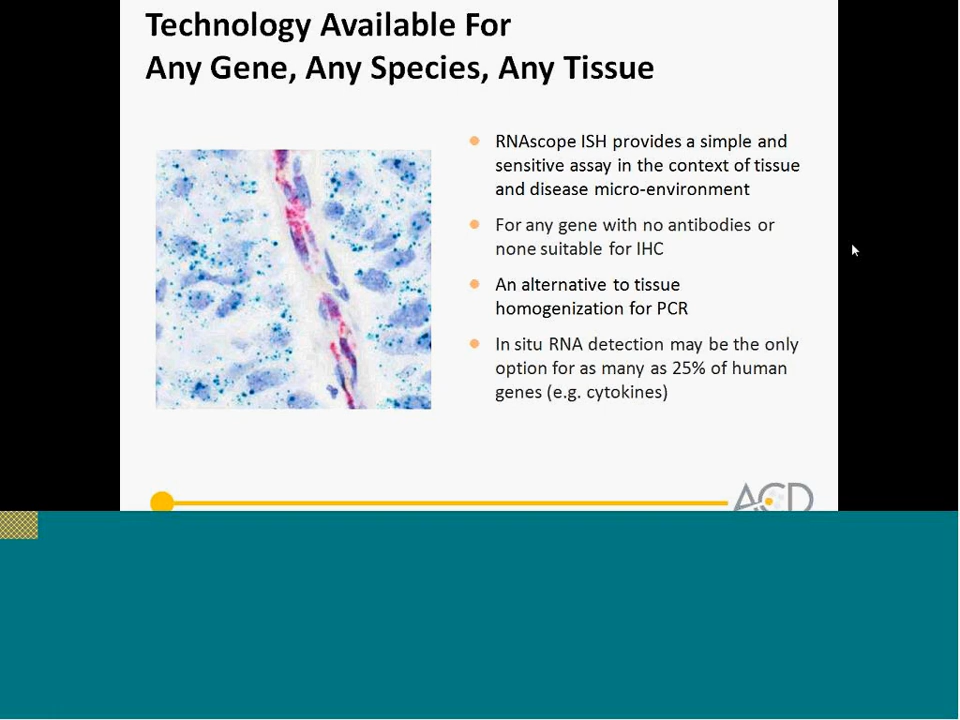 Technology Available For
Any Gene, Any Species, Any Tissue
RNAscope ISH provides a simple and
sensitive assay in the context of tissue
and disease micro-environment
For any gene with no antibodies or
none suitable for IHC
An alternative to tissue
homogenization for PCR
In situ RNA detection may be the only
option for as many as 25% of human
genes (e.g. cytokines)
ACD